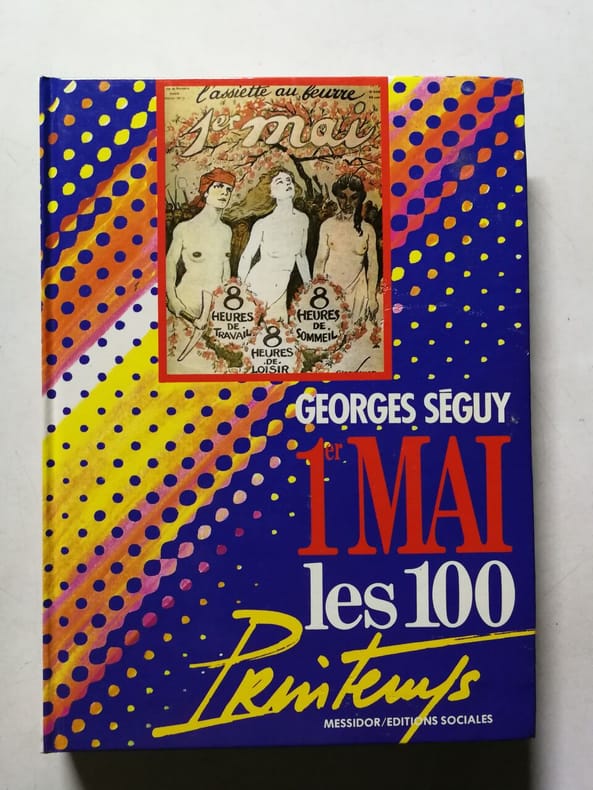 l'assiette au beurre
1er mai
8
HEURES
DE
TRAVAIL
8
HEURES
DE
LOISIR
8
HEURES
DE
SOMMEIL
GEORGES SÉGUY
1er MAI
les 100
Printemps
MESSIDOR/EDITIONS SOCIALES